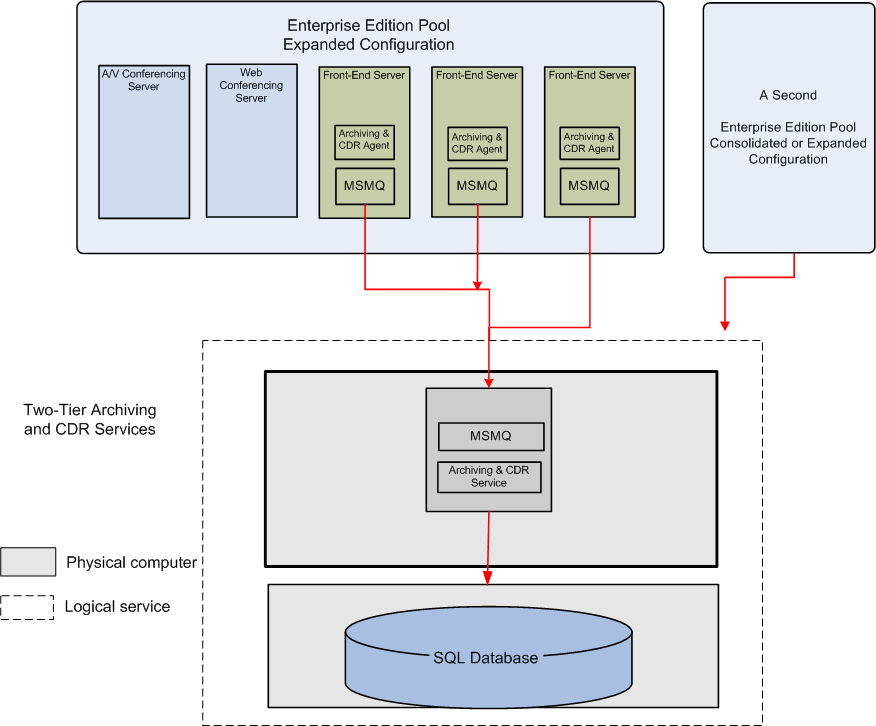 Enterprise Edition Pool
Expanded Configuration
A/V Conferencing
Server
Web
Conferencing
Server
Front-End Server
Archiving &
CDR Agent
MSMQ
Front-End Server
Archiving &
CDR Agent
MSMQ
Front-End Server
Archiving &
CDR Agent
MSMQ
A Second
Enterprise Edition Pool
Consolidated or Expanded
Configuration
Two-Tier Archiving
and CDR Services
MSMQ
Archiving & CDR
Service
Physical computer
Logical service
SQL Database